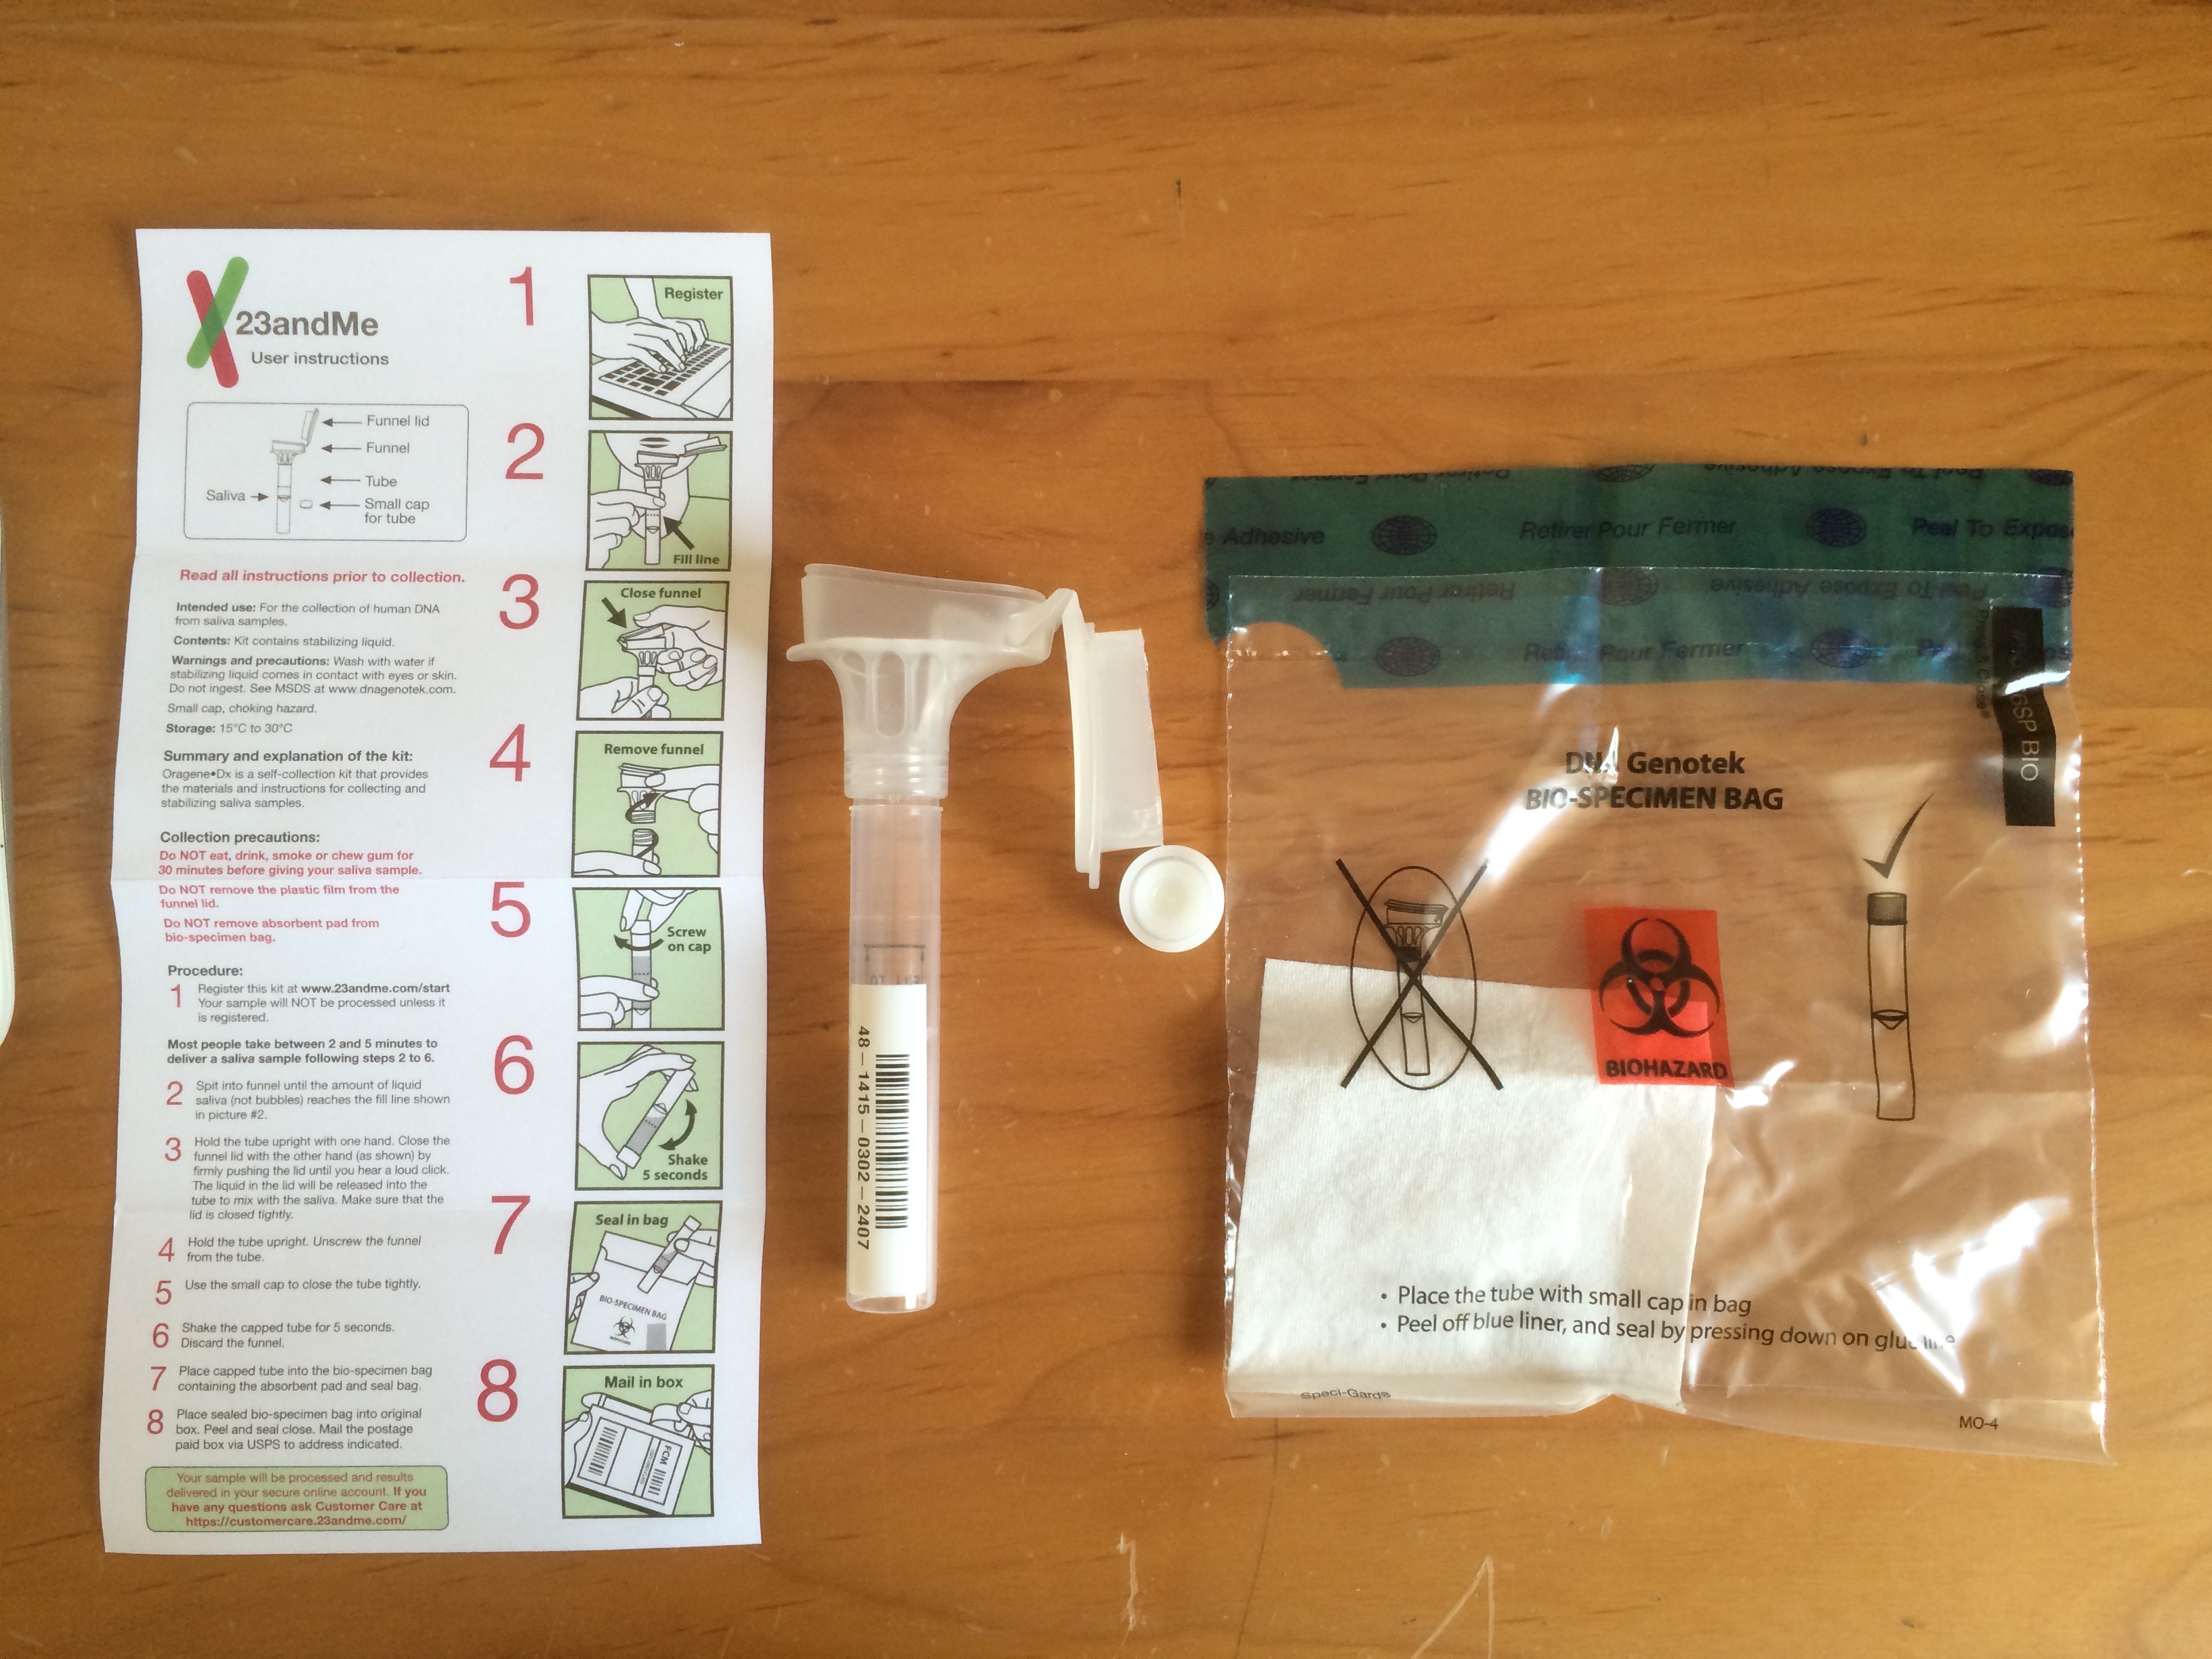 23andMe
User instructions
Funnel lid
Funnel
Tube
Saliva
Small cap
for tube
Read all instructions prior to collection.
Intended use: For the collection of human DNA
from saliva samples.
Contents: Kit contains stabilizing liquid.
Warnings and precautions: Wash with water if
stabilizing liquid comes in contact with eyes or skin.
Do not ingest. See MSDS at www.dnagenotek.com.
Small cap, choking hazard.
Storage: 15°C to 30°C
Summary and explanation of the kit:
Oragene•Dx is a self-collection kit that provides
the materials and instructions for collecting and
stabilizing saliva samples.
Collection precautions:
Do NOT eat, drink, smoke or chew gum for
30 minutes before giving your saliva sample.
Do NOT remove the plastic film from the
funnel lid.
Do NOT remove absorbent pad from
bio-specimen bag.
Procedure:
1 Register this kit at www.23andme.com/start
Your sample will NOT be processed unless it
is registered.
Most people take between 2 and 5 minutes to
deliver a saliva sample following steps 2 to 6.
2 Spit into funnel until the amount of liquid
saliva (not bubbles) reaches the fill line shown
in picture #2.
3 Hold the tube upright with one hand. Close the
funnel lid with the other hand (as shown) by
firmly pushing the lid until you hear a loud click.
The liquid in the lid will be released into the
tube to mix with the saliva. Make sure that the
lid is closed tightly.
4 Hold the tube upright. Unscrew the funnel
from the tube.
5 Use the small cap to close the tube tightly.
6 Shake the capped tube for 5 seconds.
Discard the funnel.
7 Place capped tube into the bio-specimen bag
containing the absorbent pad and seal bag.
8 Place sealed bio-specimen bag into original
box. Peel and seal close. Mail the postage
paid box via USPS to address indicated.
Your sample will be processed and results
delivered in your secure online account. If you
have any questions ask Customer Care at
https://customercare.23andme.com/
1
Register
2
Fill line
3
Close funnel
4
Remove funnel
5
Screw
on cap
6
Shake
5 seconds
7
Seal in bag
BIO-SPECIMEN BAG
8
Mail in box
FCM
FILL TO
48-1415-0302-2407
Retirer Pour Fermer Peel To Expose Adhesive
Adhesive Retirer Pour Fermer Peel To Expose
Retirer Pour Fermer Peel To Expose Adhesive
Pour Fermer
6SP BIO
DNA Genotek
BIO-SPECIMEN BAG
BIOHAZARD
• Place the tube with small cap in bag
• Peel off blue liner, and seal by pressing down on glue line
Speci-Gard®
MO-4